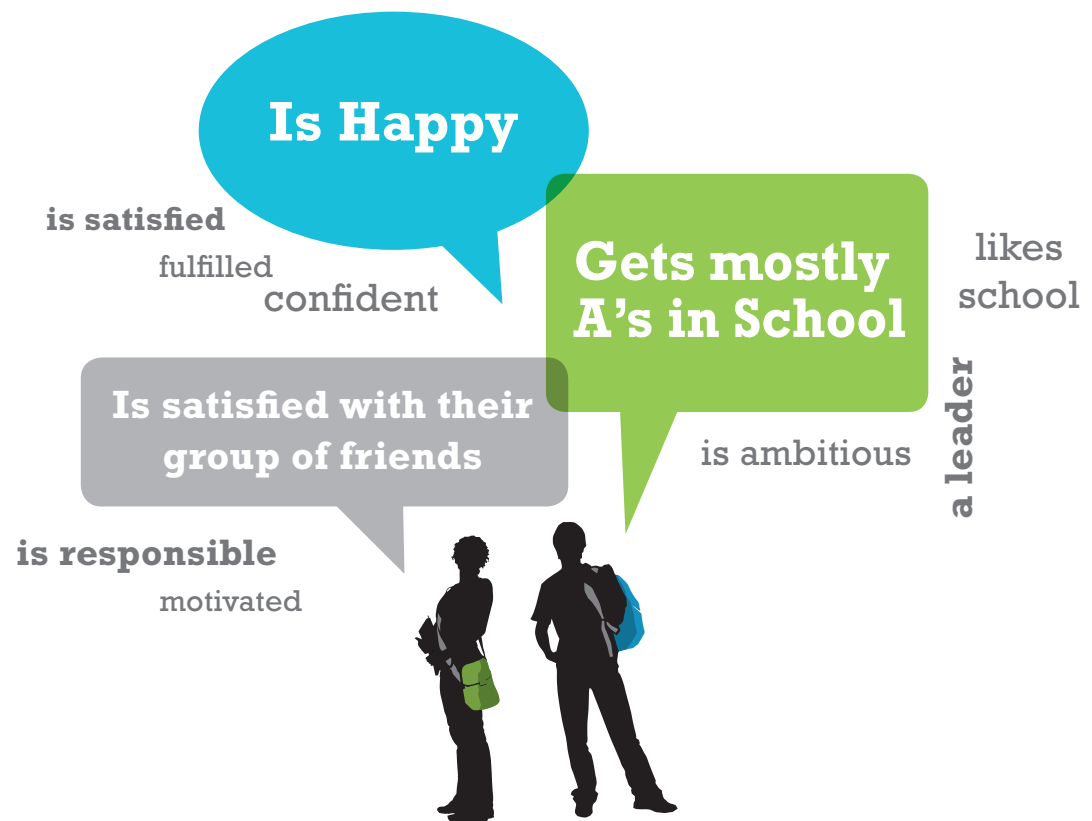 Is Happy
is satisfied
fulfilled
confident
Gets mostly
A’s in School
likes
school
Is satisfied with their
group of friends
is ambitious
a leader
is responsible
motivated